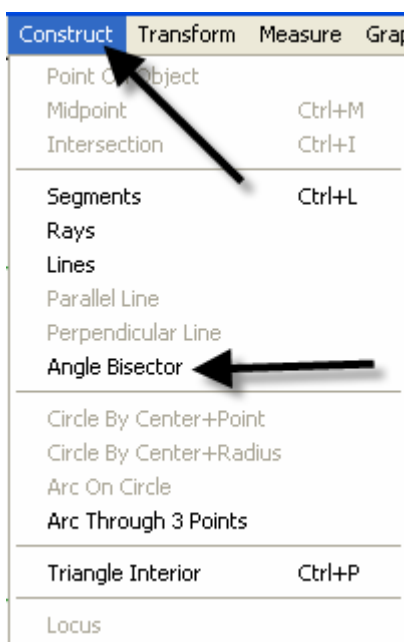 Construct Transform Measure Grap
Point On Object
Midpoint Ctrl+M
Intersection Ctrl+I
Segments Ctrl+L
Rays
Lines
Parallel Line
Perpendicular Line
Angle Bisector
Circle By Center+Point
Circle By Center+Radius
Arc On Circle
Arc Through 3 Points
Triangle Interior Ctrl+P
Locus